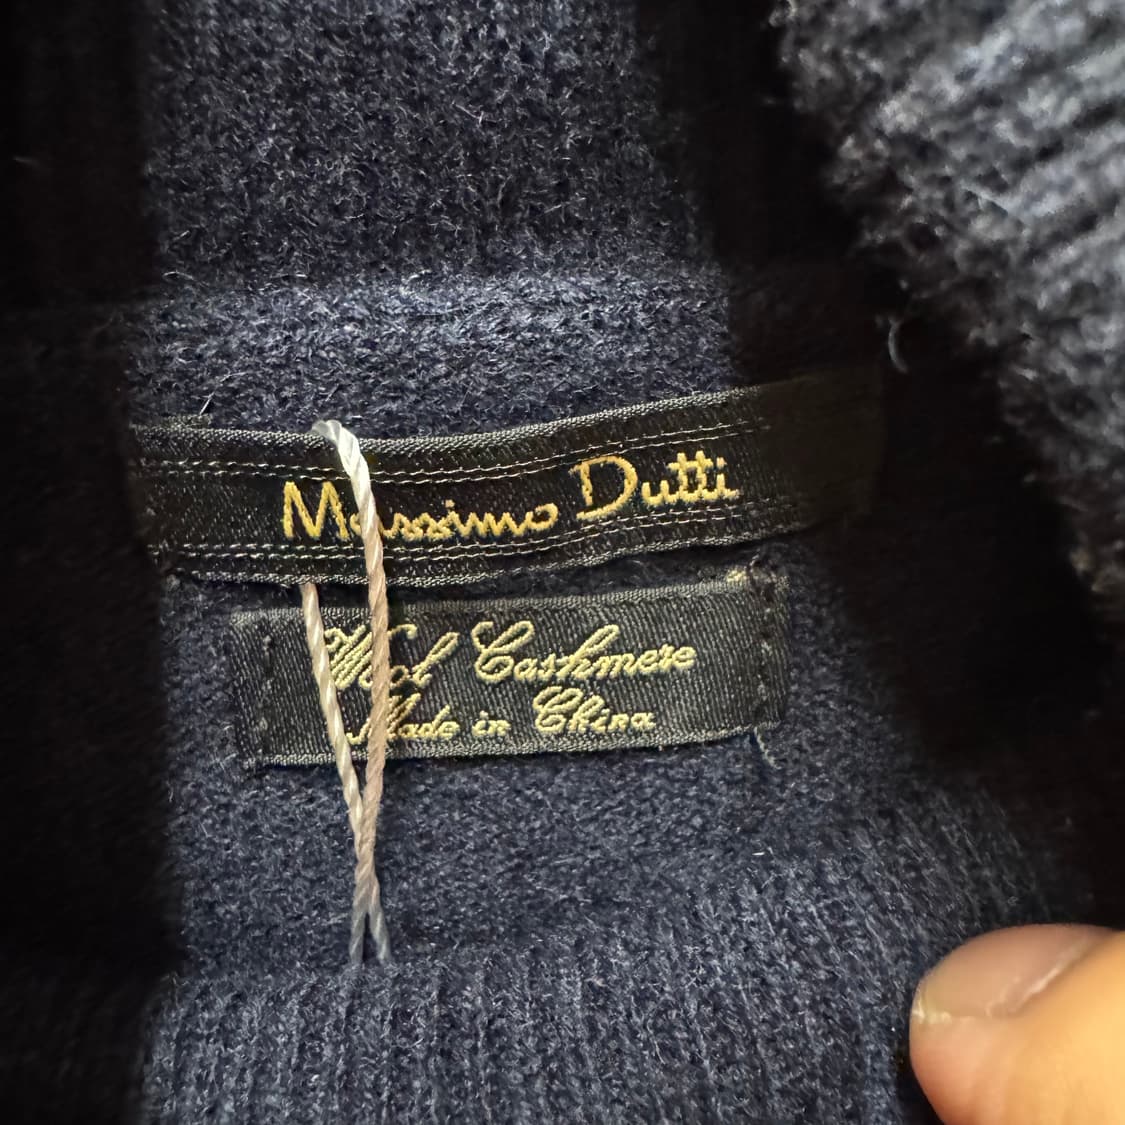 Massimo Dutti
Wool Cashmere
Made in China